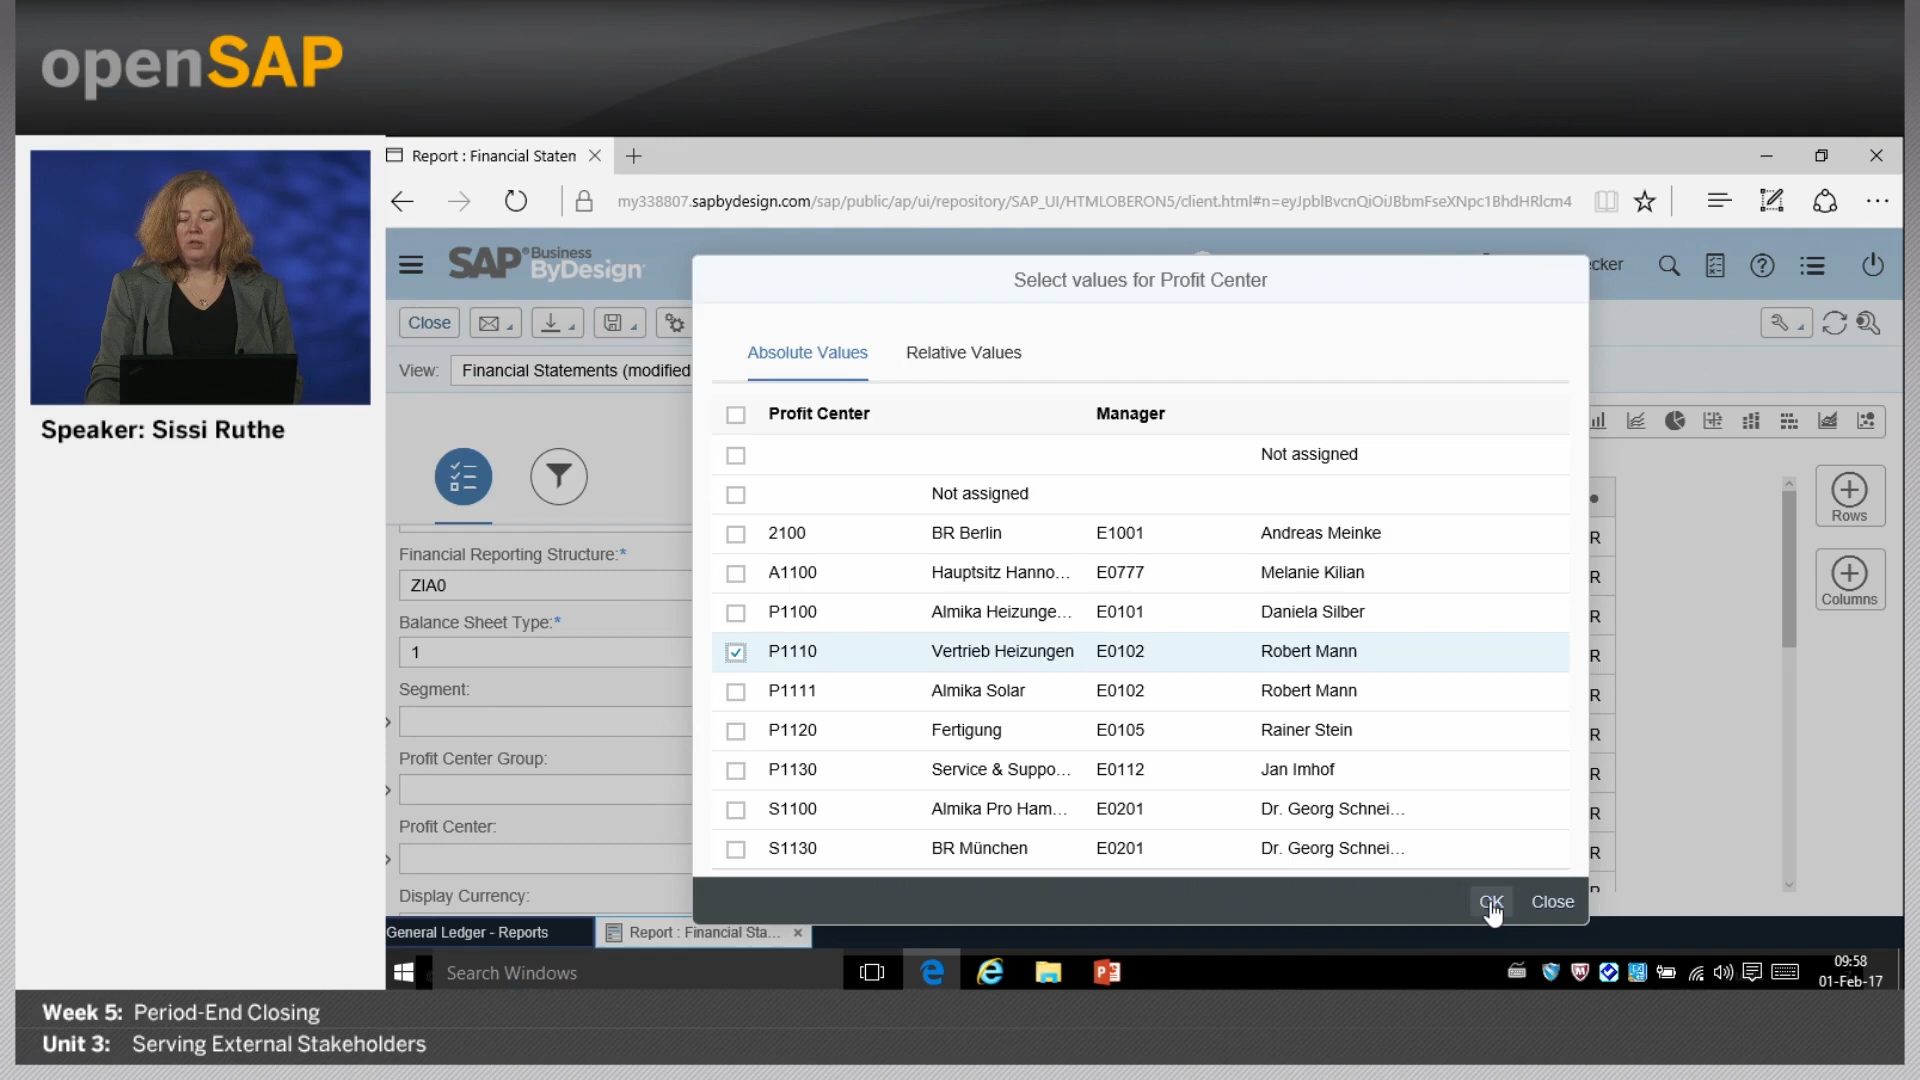 openSAP
Speaker: Sissi Ruthe
Report : Financial Staten
my338807.sapbydesign.com/sap/public/ap/ui/repository/SAP_UI/HTMLOBERON5/client.html#n=eyJpblBvcnQiOiJBbmFseXNpc1BhdHRlcm4
SAP Business ByDesign
cker
Close
View: Financial Statements (modified
Financial Reporting Structure:*
ZIA0
Balance Sheet Type:*
1
Segment:
Profit Center Group:
Profit Center:
Display Currency:
Select values for Profit Center
Absolute Values Relative Values
Profit Center Manager
Not assigned
Not assigned
2100 BR Berlin E1001 Andreas Meinke
A1100 Hauptsitz Hanno... E0777 Melanie Kilian
P1100 Almika Heizunge... E0101 Daniela Silber
P1110 Vertrieb Heizungen E0102 Robert Mann
P1111 Almika Solar E0102 Robert Mann
P1120 Fertigung E0105 Rainer Stein
P1130 Service & Suppo... E0112 Jan Imhof
S1100 Almika Pro Ham... E0201 Dr. Georg Schnei...
S1130 BR München E0201 Dr. Georg Schnei...
OK Close
R
R
R
R
R
R
R
R
R
Rows
Columns
General Ledger - Reports
Report : Financial Sta...
Search Windows
09:58
01-Feb-17
Week 5: Period-End Closing
Unit 3: Serving External Stakeholders